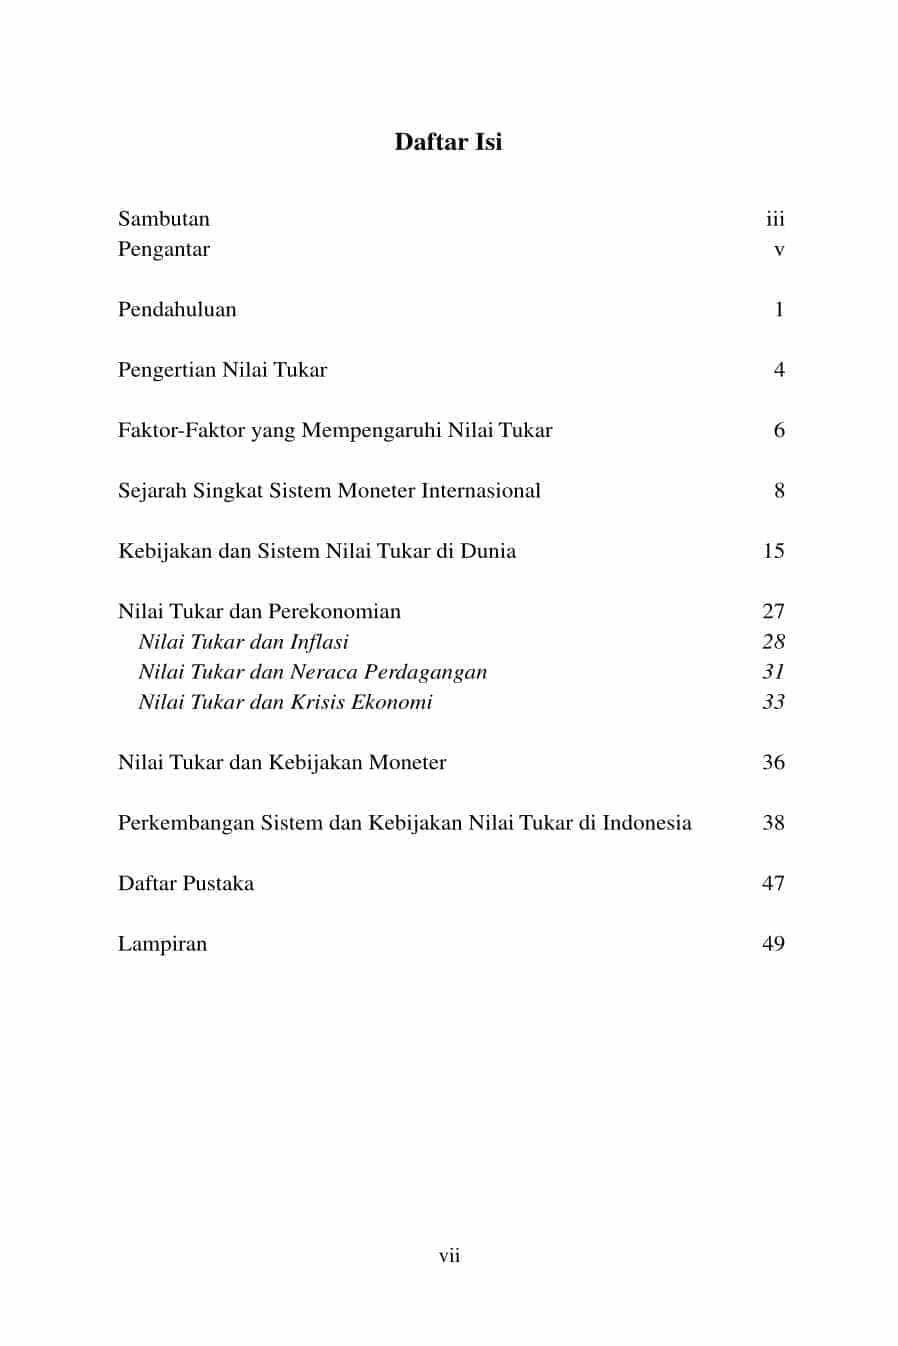 Daftar Isi
Sambutan iii
Pengantar v
Pendahuluan 1
Pengertian Nilai Tukar 4
Faktor-Faktor yang Mempengaruhi Nilai Tukar 6
Sejarah Singkat Sistem Moneter Internasional 8
Kebijakan dan Sistem Nilai Tukar di Dunia 15
Nilai Tukar dan Perekonomian 27
Nilai Tukar dan Inflasi 28
Nilai Tukar dan Neraca Perdagangan 31
Nilai Tukar dan Krisis Ekonomi 33
Nilai Tukar dan Kebijakan Moneter 36
Perkembangan Sistem dan Kebijakan Nilai Tukar di Indonesia 38
Daftar Pustaka 47
Lampiran 49
vii